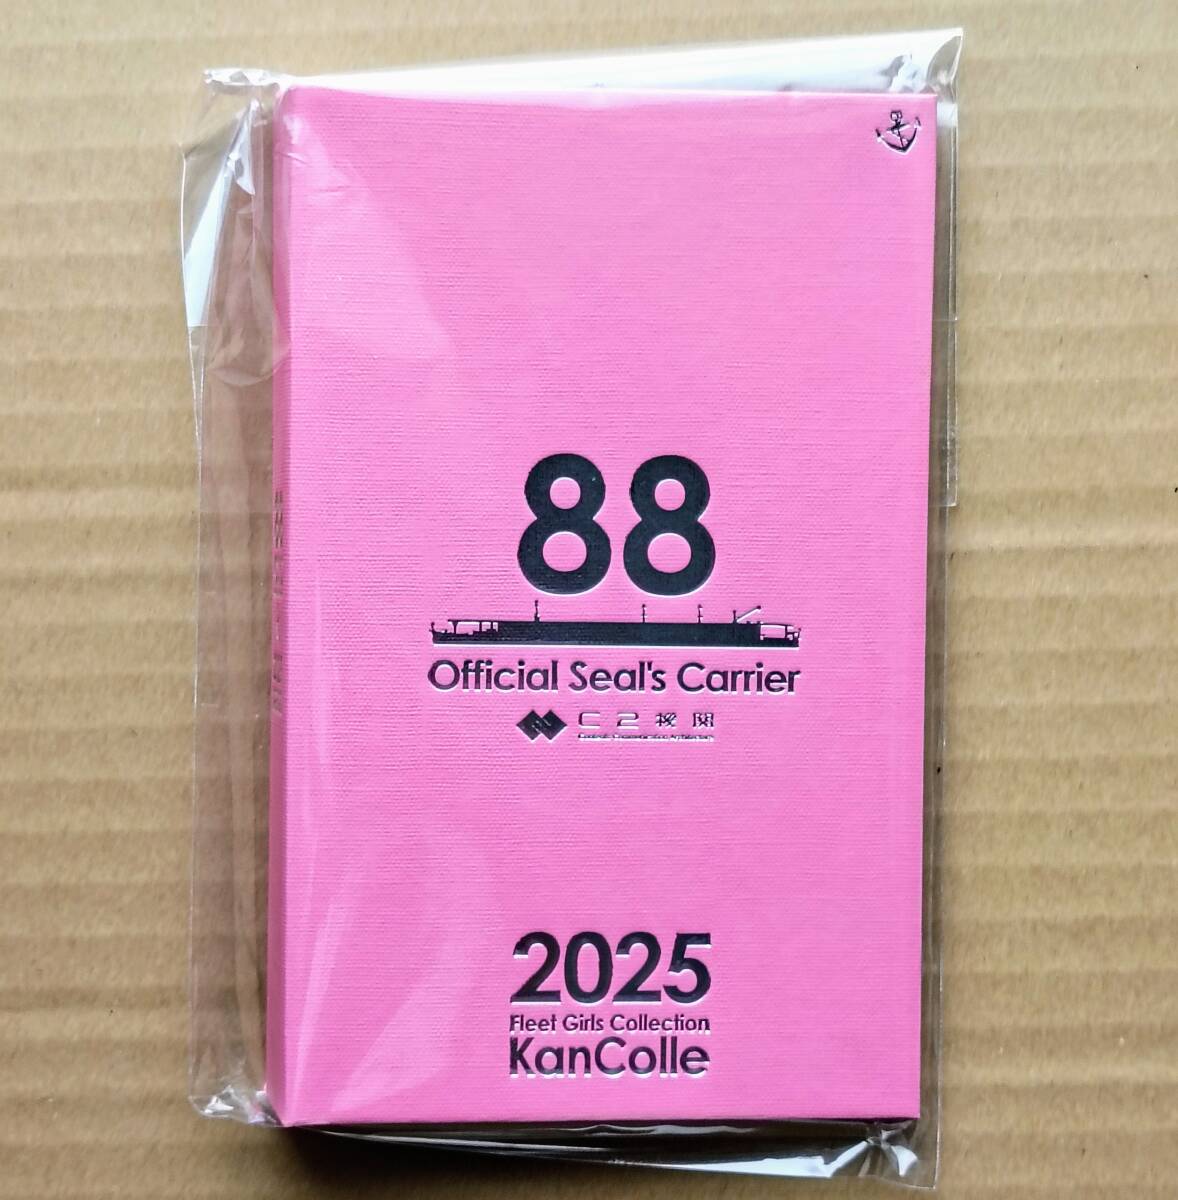 88
Official Seal's Carrier
C2機関
2025
Fleet Girls Collection
KanColle